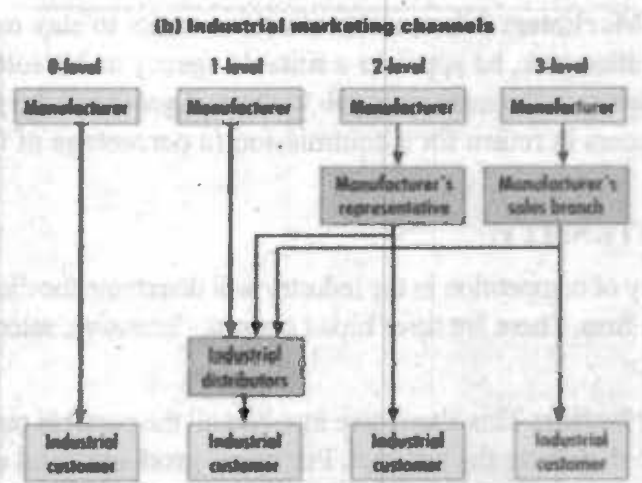 (b) Industrial marketing channels
0-level 1-level 2-level 3-level
Manufacturer Manufacturer Manufacturer Manufacturer
Manufacturer's Manufacturer's
representative sales branch
Industrial
distributors
Industrial Industrial Industrial Industrial
customer customer customer customer